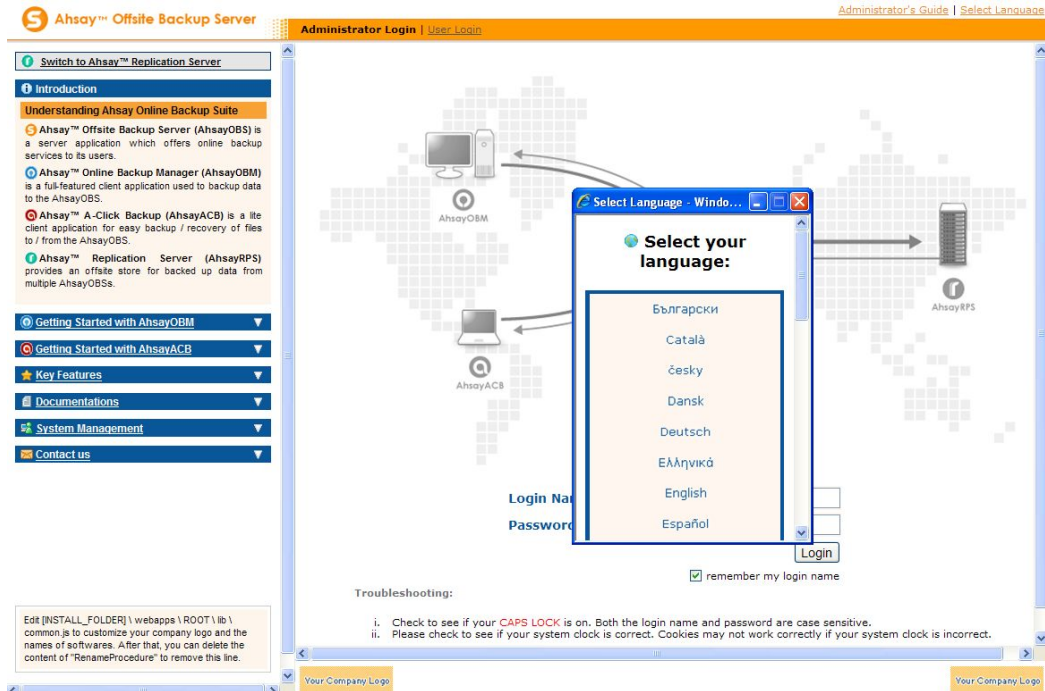 Ahsay™ Offsite Backup Server
Administrator's Guide | Select Language
Administrator Login | User Login
Switch to Ahsay™ Replication Server
Introduction
Understanding Ahsay Online Backup Suite
Ahsay™ Offsite Backup Server (AhsayOBS) is
a server application which offers online backup
services to its users.
Ahsay™ Online Backup Manager (AhsayOBM)
is a full-featured client application used to backup data
to the AhsayOBS.
Ahsay™ A-Click Backup (AhsayACB) is a lite
client application for easy backup / recovery of files
to / from the AhsayOBS.
Ahsay™ Replication Server (AhsayRPS)
provides an offsite store for backed up data from
multiple AhsayOBSs.
Getting Started with AhsayOBM
Getting Started with AhsayACB
Key Features
Documentations
System Management
Contact us
Edit [INSTALL_FOLDER] \ webapps \ ROOT \ lib \
common.js to customize your company logo and the
names of softwares. After that, you can delete the
content of "RenameProcedure" to remove this line.
AhsayOBM
AhsayACB
AhsayRPS
Select Language - Windo...
Select your
language:
Български
Català
česky
Dansk
Deutsch
Ελληνικά
English
Español
Login Na
Password
Login
remember my login name
Troubleshooting:
i. Check to see if your CAPS LOCK is on. Both the login name and password are case sensitive.
ii. Please check to see if your system clock is correct. Cookies may not work correctly if your system clock is incorrect.
Your Company Logo
Your Company Logo